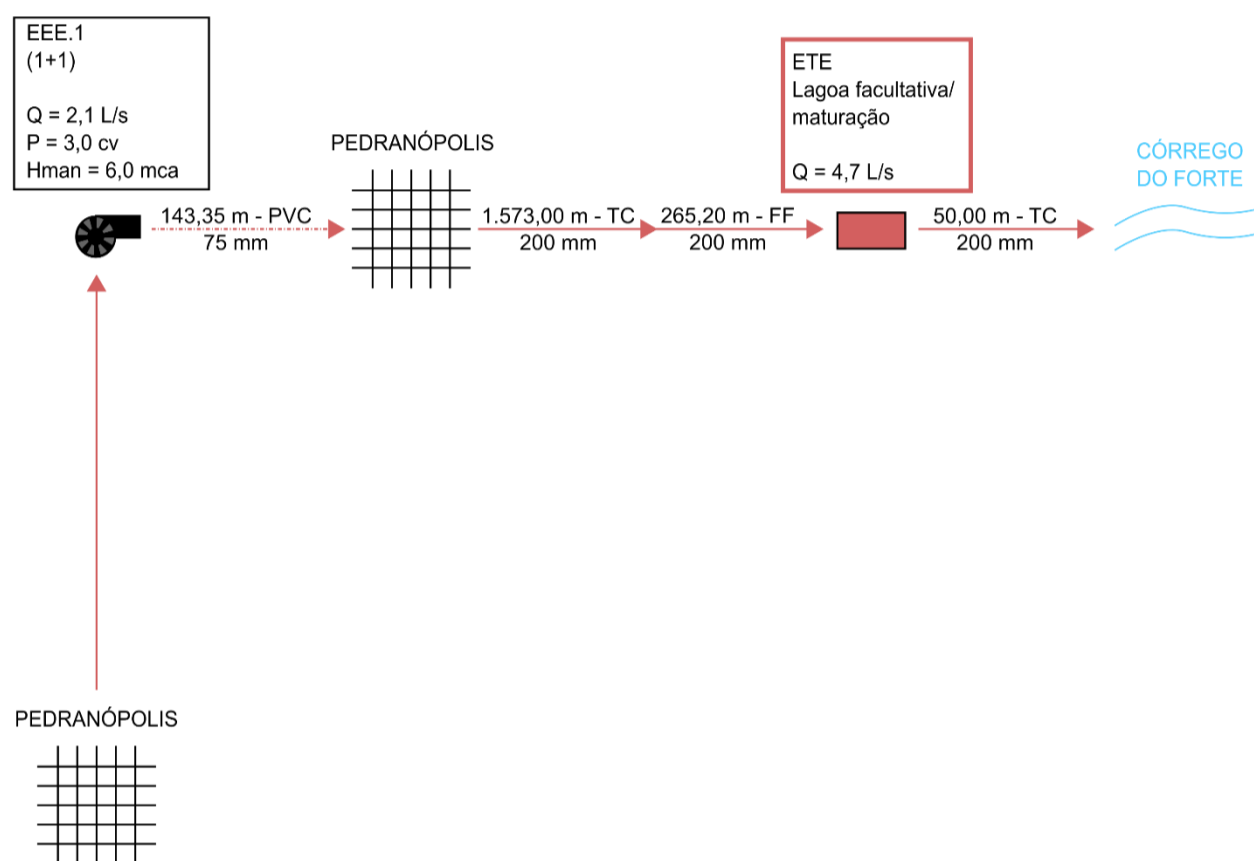 EEE.1
(1+1)
Q = 2,1 L/s
P = 3,0 cv
Hman = 6,0 mca
PEDRANÓPOLIS
ETE
Lagoa facultativa/
maturação
Q = 4,7 L/s
CÓRREGO
DO FORTE
143,35 m - PVC
75 mm
1.573,00 m - TC
200 mm
265,20 m - FF
200 mm
50,00 m - TC
200 mm
PEDRANÓPOLIS